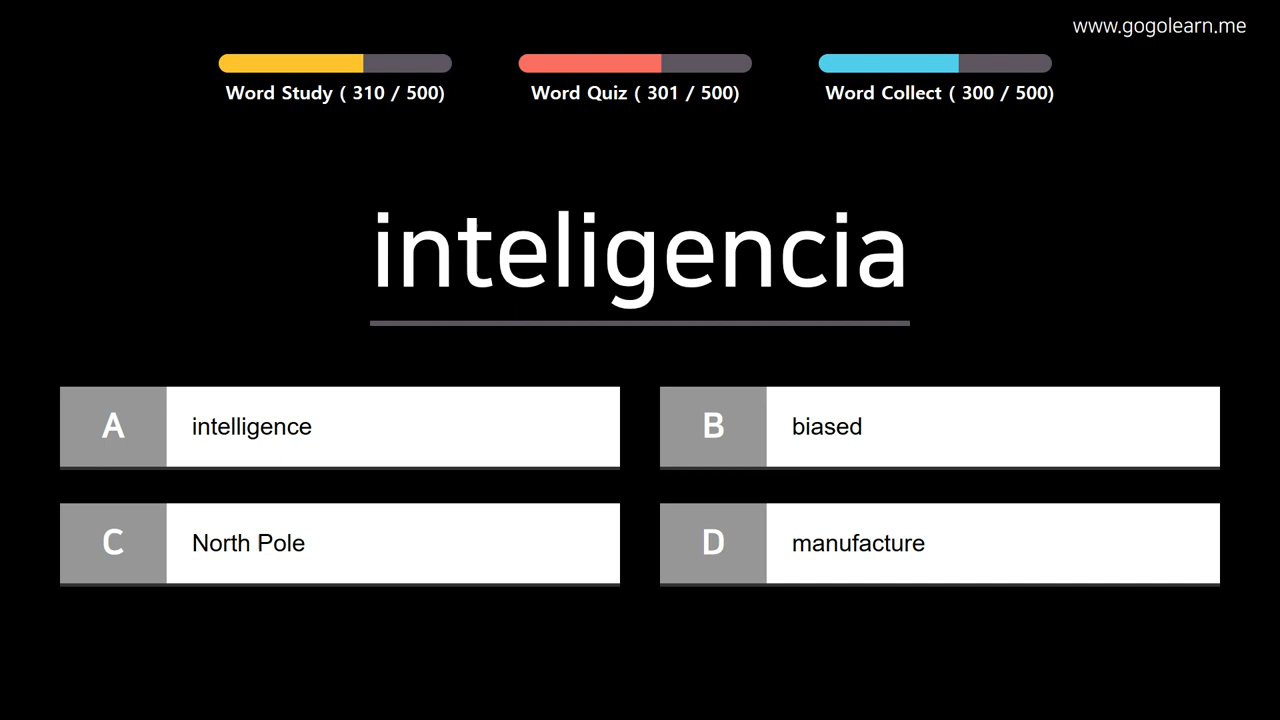 www.gogolearn.me
Word Study ( 310 / 500)
Word Quiz ( 301 / 500)
Word Collect ( 300 / 500)
inteligencia
A intelligence
B biased
C North Pole
D manufacture